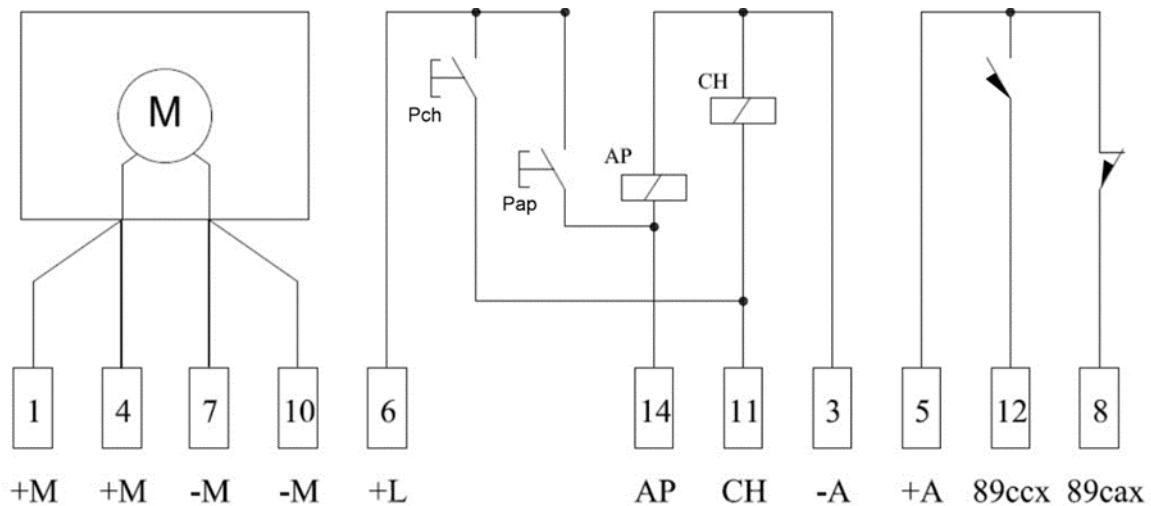 M
CH
Pch
AP
Pap
1 4 7 10 6 14 11 3 5 12 8
+M +M -M -M +L AP CH -A +A 89ccx 89cax